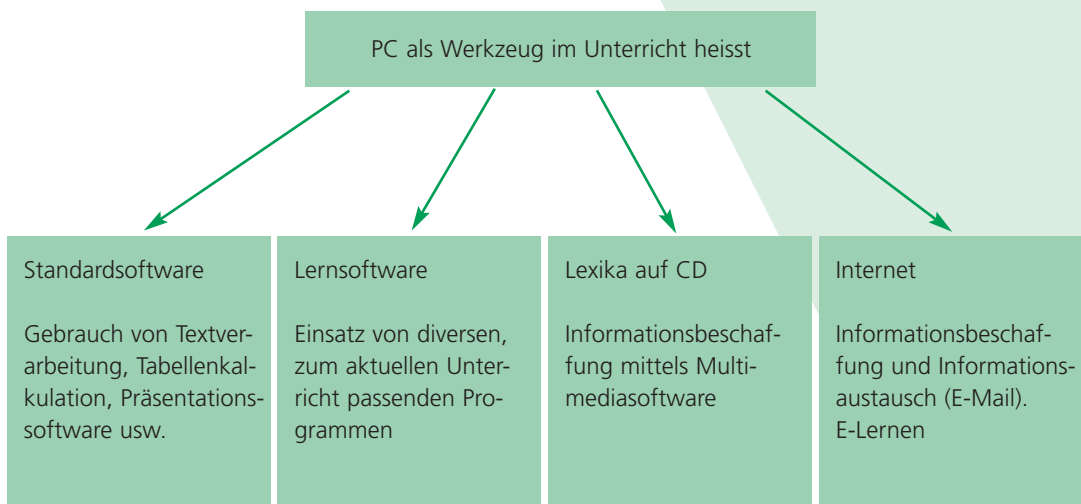 PC als Werkzeug im Unterricht heisst
Standardsoftware
Gebrauch von Textver-
arbeitung, Tabellenkal-
kulation, Präsentations-
software usw.
Lernsoftware
Einsatz von diversen,
zum aktuellen Unter-
richt passenden Pro-
grammen
Lexika auf CD
Informationsbeschaf-
fung mittels Multi-
mediasoftware
Internet
Informationsbeschaf-
fung und Informations-
austausch (E-Mail).
E-Lernen